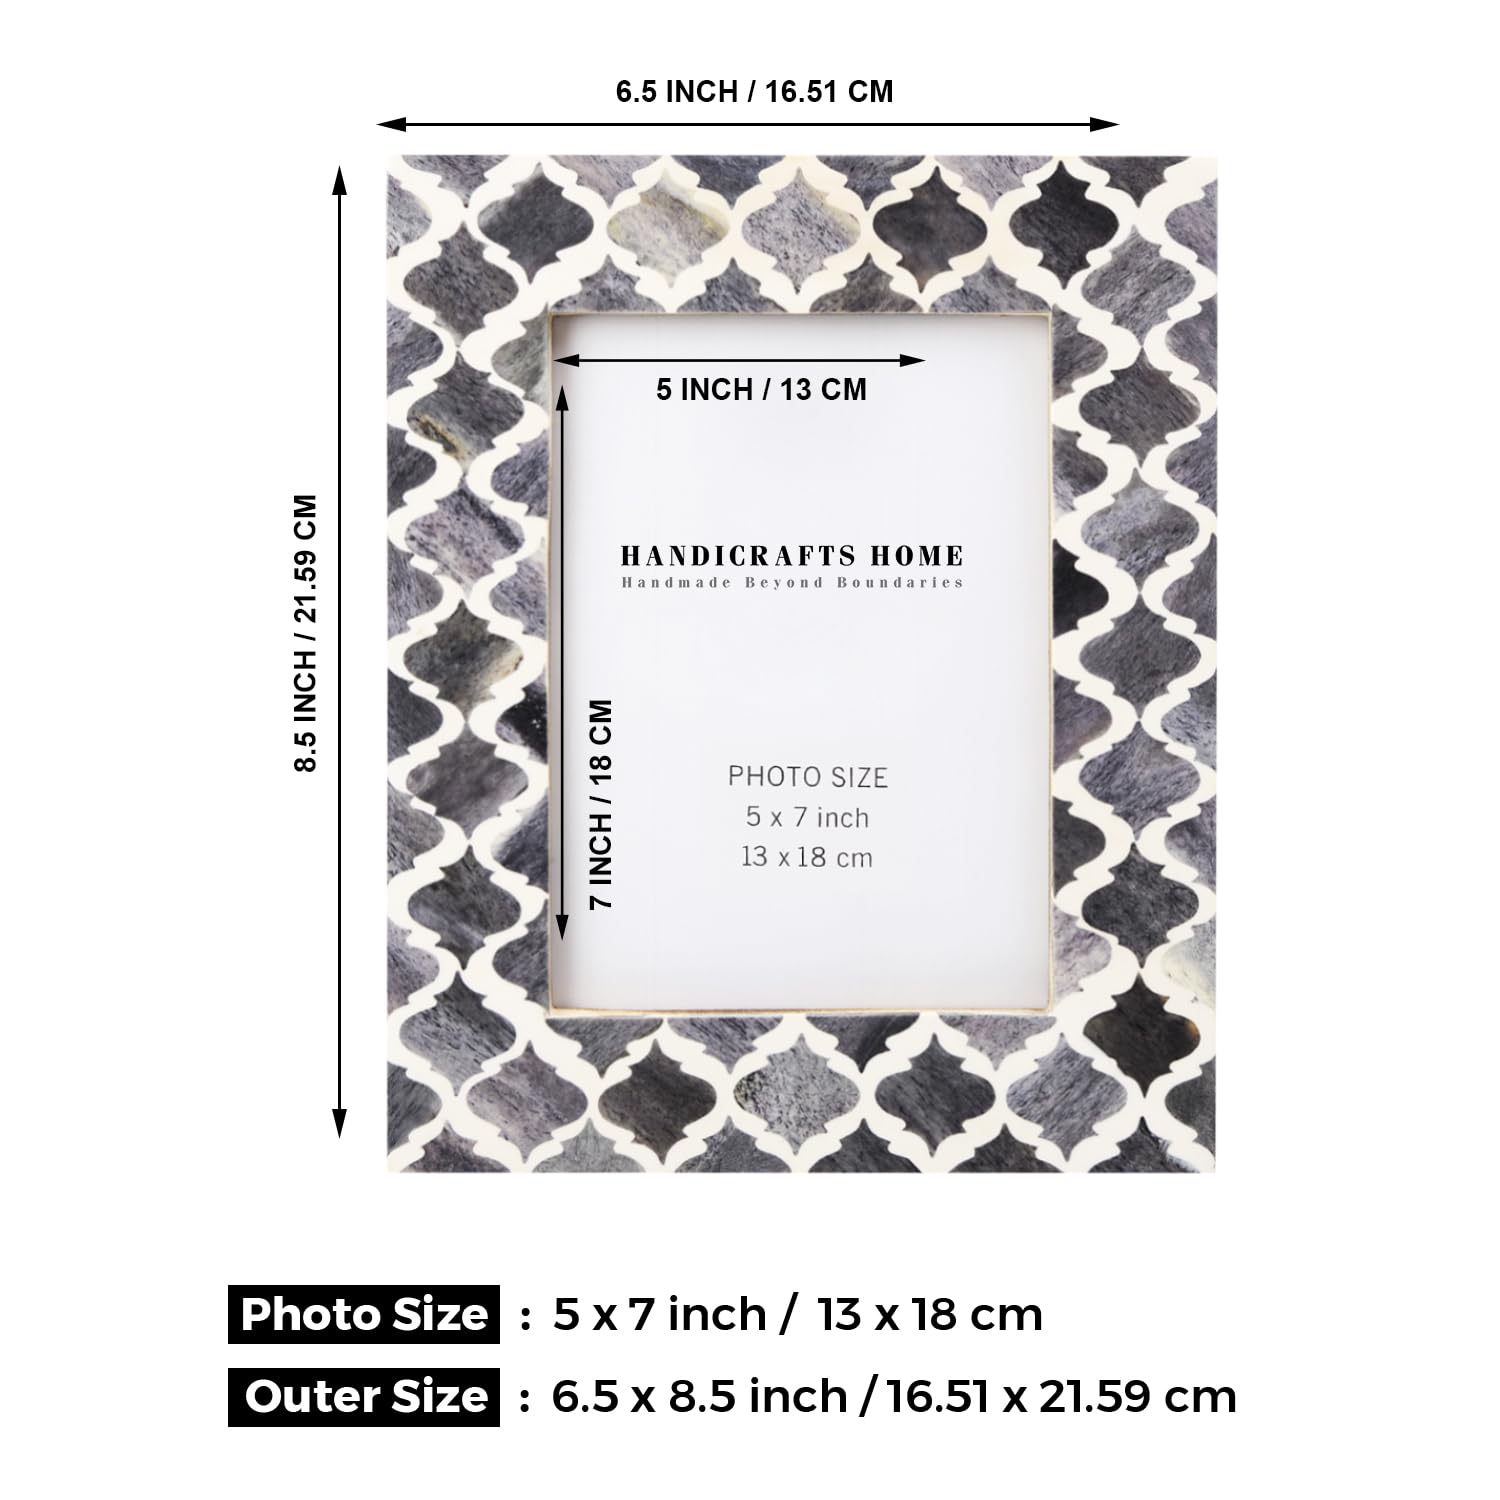 6.5 INCH / 16.51 CM
8.5 INCH / 21.59 CM
5 INCH / 13 CM
7 INCH / 18 CM
HANDICRAFTS HOME
Handmade Beyond Boundaries
PHOTO SIZE
5 x 7 inch
13 x 18 cm
Photo Size : 5 x 7 inch / 13 x 18 cm
Outer Size : 6.5 x 8.5 inch / 16.51 x 21.59 cm